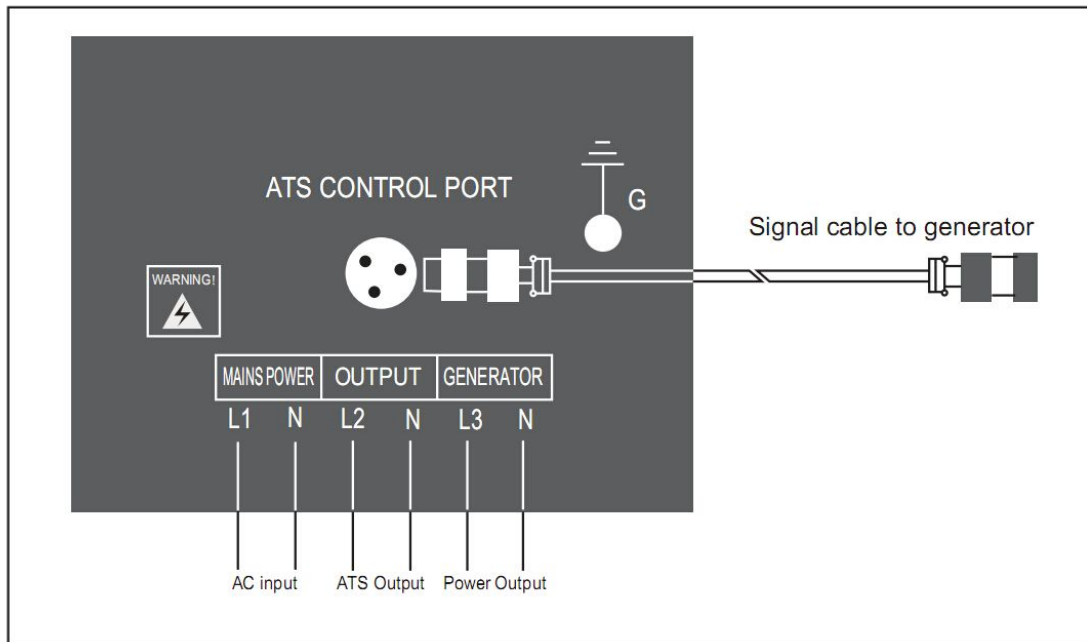 ATS CONTROL PORT
G
Signal cable to generator
WARNING!
MAINS POWER OUTPUT GENERATOR
L1 N L2 N L3 N
AC input ATS Output Power Output